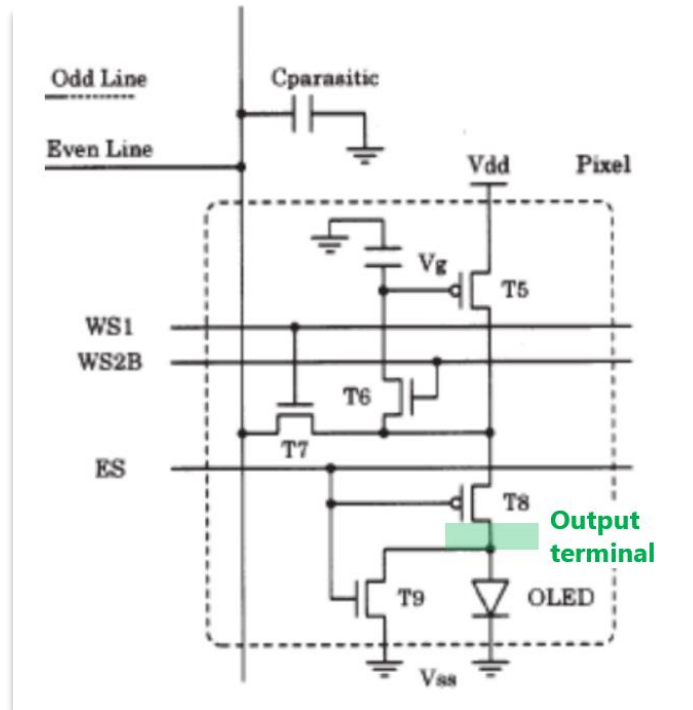 Odd Line
Cparasitic
Even Line
Vdd
Pixel
Vg
T5
WS1
WS2B
T6
T7
ES
T8
Output
terminal
T9
OLED
Vss